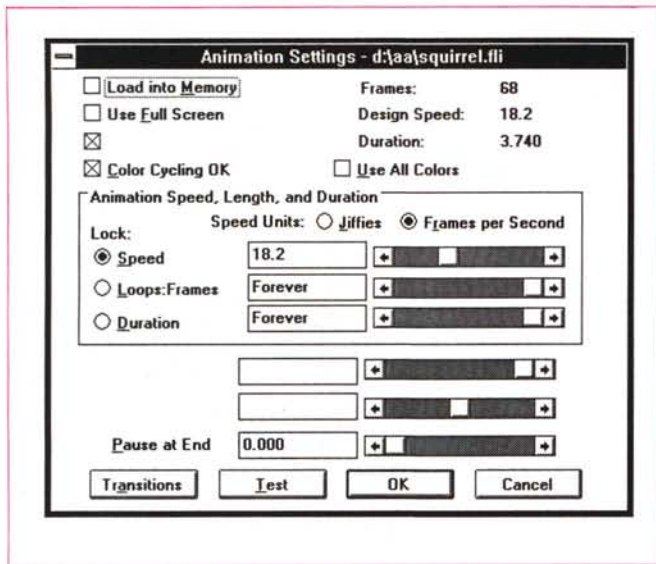 Animation Settings - d:\aa\squirrel.fli
Load into Memory
Frames: 68
Use Full Screen
Design Speed: 18.2
Duration: 3.740
Color Cycling OK
Use All Colors
Animation Speed, Length, and Duration
Speed Units: Jiffies Frames per Second
Lock:
Speed 18.2
Loops:Frames Forever
Duration Forever
Pause at End 0.000
Transitions Test OK Cancel